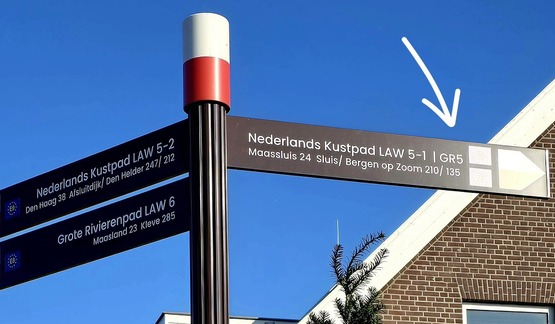 Nederlands Kustpad LAW 5-1 | GR5
Maassluis 24 Sluis/ Bergen op Zoom 210/ 135
Nederlands Kustpad LAW 5-2
Den Haag 38 Afsluitdijk/ Den Helder 247/ 212
Grote Rivierenpad LAW 6
Maasland 23 Kleve 285